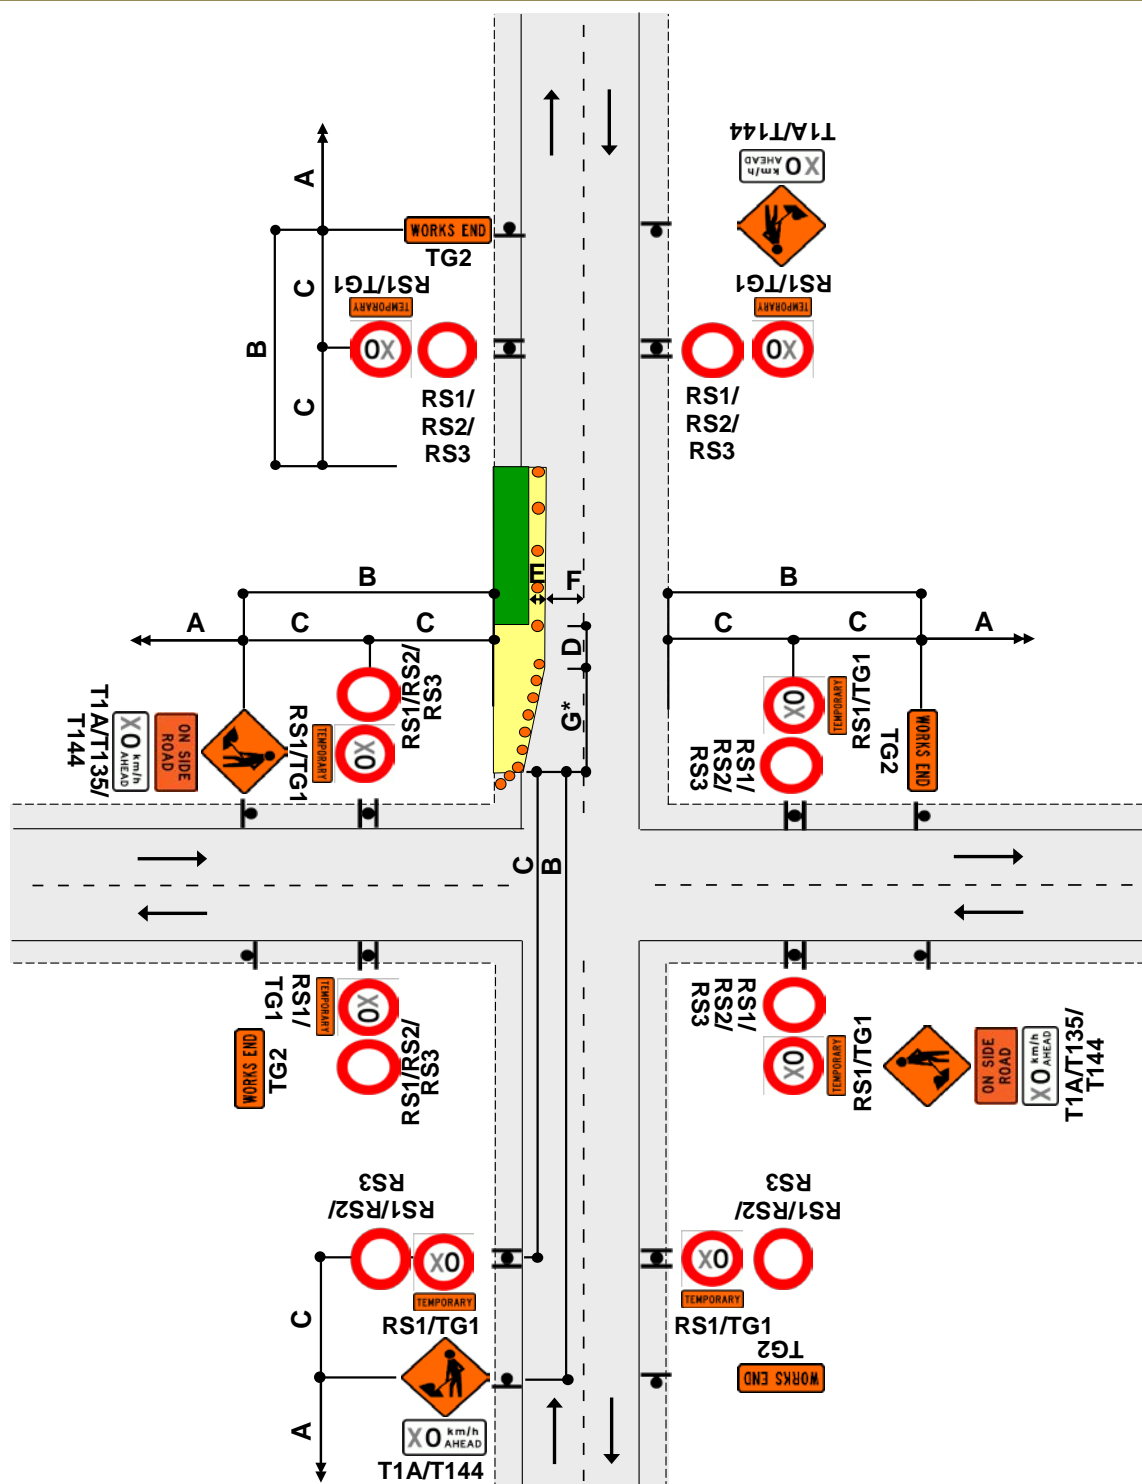 T1A/T144
X0 km/h
AHEAD
A
WORKS END
TG2
C
RS1/TG1
TEMPORARY
X0
RS1/TG1
TEMPORARY
X0
B
C
RS1/
RS2/
RS3
RS1/
RS2/
RS3
E
F
B
B
A
C
C
D
C
C
A
G*
RS1/RS2/
RS3
RS1/TG1
TEMPORARY
X0
T1A/T135/
T144
X0 km/h
AHEAD
ON SIDE
ROAD
X0
TEMPORARY
RS1/TG1
RS1/
RS2/
RS3
TG2
WORKS END
C
B
RS1/
TG1
TEMPORARY
X0
RS1/RS2/
RS3
WORKS END
TG2
RS1/
RS2/
RS3
X0
TEMPORARY
RS1/TG1
ON SIDE
ROAD
X0 km/h
AHEAD
T1A/T135/
T144
RS1/RS2/
RS3
X0
TEMPORARY
RS1/TG1
RS1/RS2/
RS3
X0
TEMPORARY
RS1/TG1
C
TG2
WORKS END
A
X0 km/h
AHEAD
T1A/T144